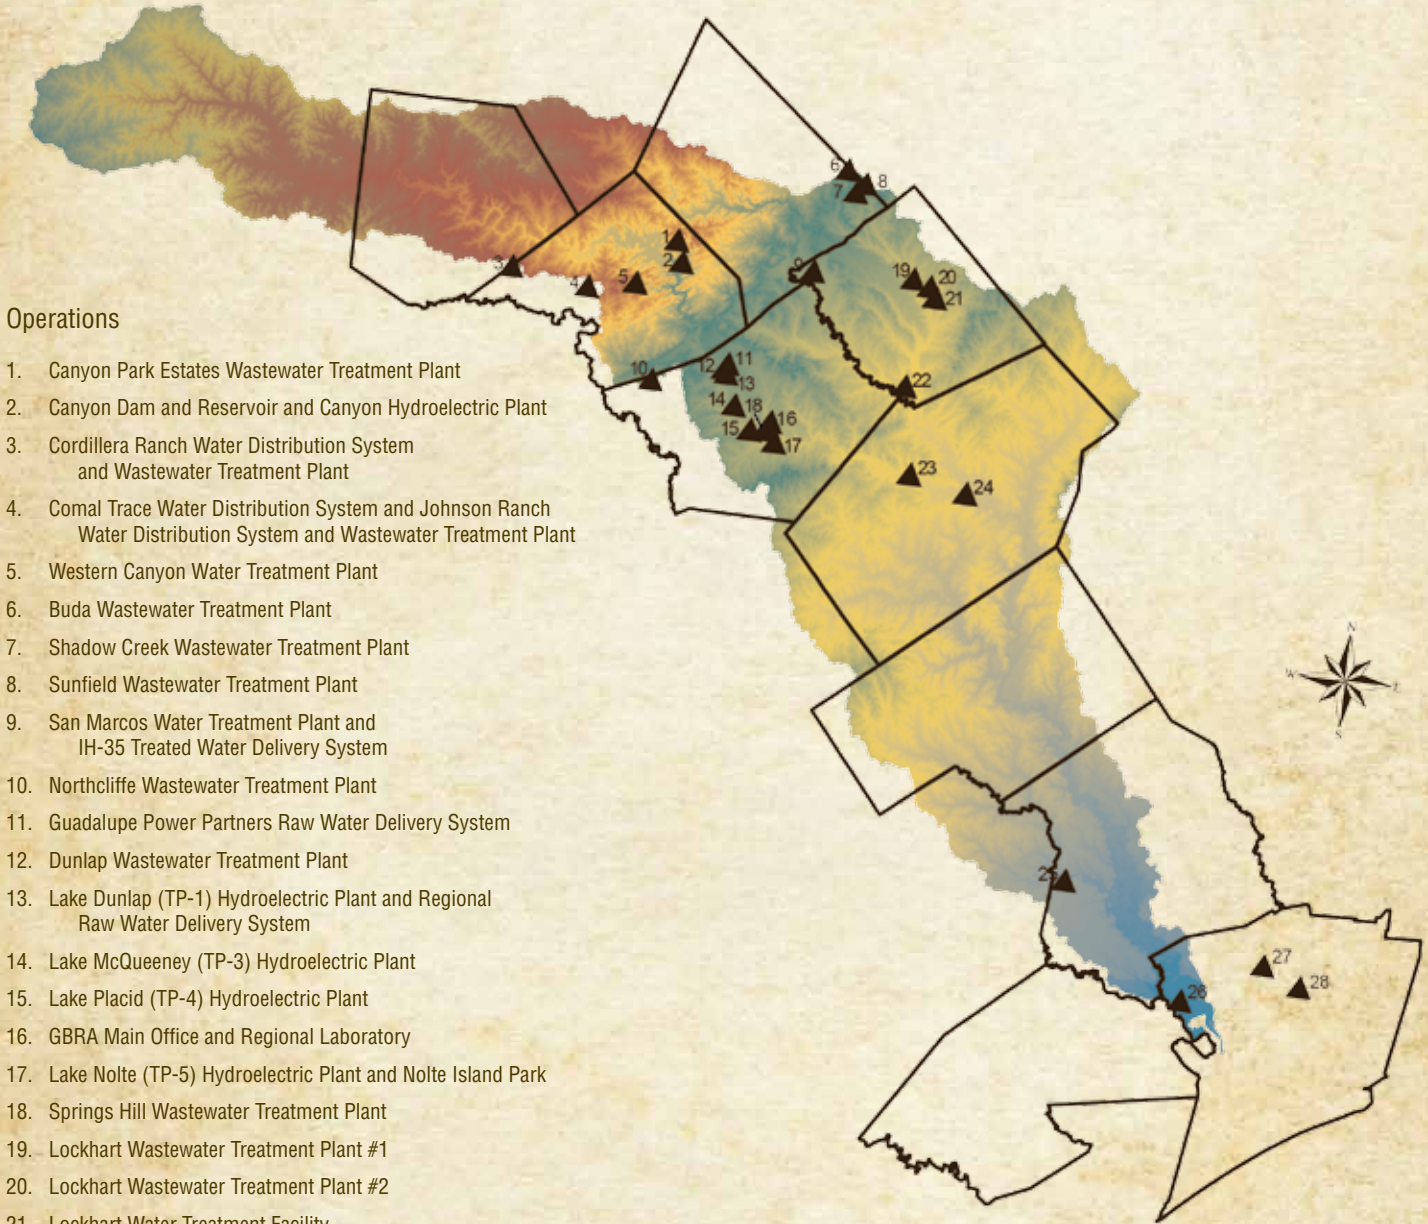 Operations
1. Canyon Park Estates Wastewater Treatment Plant
2. Canyon Dam and Reservoir and Canyon Hydroelectric Plant
3. Cordillera Ranch Water Distribution System
and Wastewater Treatment Plant
4. Comal Trace Water Distribution System and Johnson Ranch
Water Distribution System and Wastewater Treatment Plant
5. Western Canyon Water Treatment Plant
6. Buda Wastewater Treatment Plant
7. Shadow Creek Wastewater Treatment Plant
8. Sunfield Wastewater Treatment Plant
9. San Marcos Water Treatment Plant and
IH-35 Treated Water Delivery System
10. Northcliffe Wastewater Treatment Plant
11. Guadalupe Power Partners Raw Water Delivery System
12. Dunlap Wastewater Treatment Plant
13. Lake Dunlap (TP-1) Hydroelectric Plant and Regional
Raw Water Delivery System
14. Lake McQueeney (TP-3) Hydroelectric Plant
15. Lake Placid (TP-4) Hydroelectric Plant
16. GBRA Main Office and Regional Laboratory
17. Lake Nolte (TP-5) Hydroelectric Plant and Nolte Island Park
18. Springs Hill Wastewater Treatment Plant
19. Lockhart Wastewater Treatment Plant #1
20. Lockhart Wastewater Treatment Plant #2
21. Lockhart Water Treatment Facility
6
8
7
1
2
3
4
5
9
19
20
21
10
11
12
13
22
14
18
16
15
17
23
24
25
26
27
28
N
W
E
S